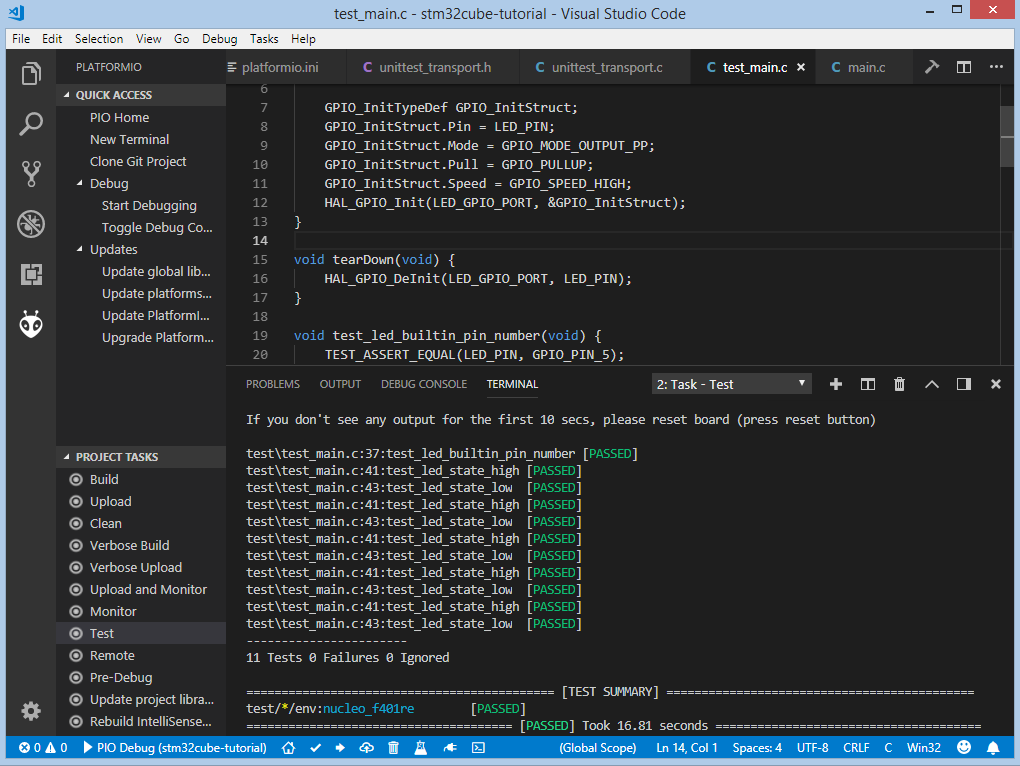 test_main.c - stm32cube-tutorial - Visual Studio Code
File Edit Selection View Go Debug Tasks Help
PLATFORMIO
QUICK ACCESS
PIO Home
New Terminal
Clone Git Project
Debug
Start Debugging
Toggle Debug Co...
Updates
Update global lib...
Update platforms...
Update PlatformI...
Upgrade Platform...
PROJECT TASKS
Build
Upload
Clean
Verbose Build
Verbose Upload
Upload and Monitor
Monitor
Test
Remote
Pre-Debug
Update project libra...
Rebuild IntelliSense...
platformio.ini C unittest_transport.h C unittest_transport.c C test_main.c × C main.c ...
6
7 GPIO_InitTypeDef GPIO_InitStruct;
8 GPIO_InitStruct.Pin = LED_PIN;
9 GPIO_InitStruct.Mode = GPIO_MODE_OUTPUT_PP;
10 GPIO_InitStruct.Pull = GPIO_PULLUP;
11 GPIO_InitStruct.Speed = GPIO_SPEED_HIGH;
12 HAL_GPIO_Init(LED_GPIO_PORT, &GPIO_InitStruct);
13 }
14
15 void tearDown(void) {
16 HAL_GPIO_DeInit(LED_GPIO_PORT, LED_PIN);
17 }
18
19 void test_led_builtin_pin_number(void) {
20 TEST_ASSERT_EQUAL(LED_PIN, GPIO_PIN_5);
PROBLEMS OUTPUT DEBUG CONSOLE TERMINAL 2: Task - Test
If you don't see any output for the first 10 secs, please reset board (press reset button)
test\test_main.c:37:test_led_builtin_pin_number [PASSED]
test\test_main.c:41:test_led_state_high [PASSED]
test\test_main.c:43:test_led_state_low [PASSED]
test\test_main.c:41:test_led_state_high [PASSED]
test\test_main.c:43:test_led_state_low [PASSED]
test\test_main.c:41:test_led_state_high [PASSED]
test\test_main.c:43:test_led_state_low [PASSED]
test\test_main.c:41:test_led_state_high [PASSED]
test\test_main.c:43:test_led_state_low [PASSED]
test\test_main.c:41:test_led_state_high [PASSED]
test\test_main.c:43:test_led_state_low [PASSED]
-----------------------
11 Tests 0 Failures 0 Ignored
============================================ [TEST SUMMARY] ============================================
test/*/env:nucleo_f401re [PASSED]
====================================== [PASSED] Took 16.81 seconds ======================================
0 0 PIO Debug (stm32cube-tutorial) (Global Scope) Ln 14, Col 1 Spaces: 4 UTF-8 CRLF C Win32